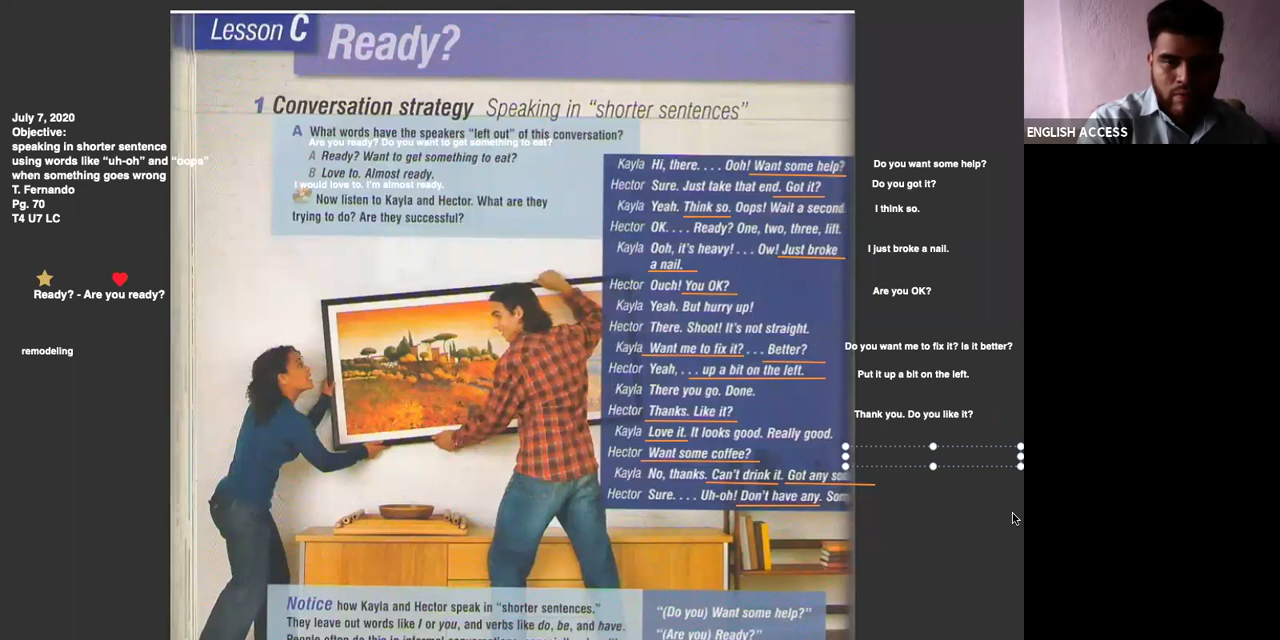 Lesson C
Ready?
1 Conversation strategy Speaking in “shorter sentences”
A What words have the speakers “left out” of this conversation?
Are you ready? Do you want to get something to eat?
A Ready? Want to get something to eat?
B Love to. Almost ready.
I would love to. I'm almost ready.
Now listen to Kayla and Hector. What are they
trying to do? Are they successful?
July 7, 2020
Objective:
speaking in shorter sentence
using words like “uh-oh” and “oops”
when something goes wrong
T. Fernando
Pg. 70
T4 U7 LC
Ready? - Are you ready?
remodeling
Kayla Hi, there. . . . Ooh! Want some help?
Hector Sure. Just take that end. Got it?
Kayla Yeah. Think so. Oops! Wait a second
Hector OK. . . . Ready? One, two, three, lift.
Kayla Ooh, it's heavy! . . . Ow! Just broke
a nail.
Hector Ouch! You OK?
Kayla Yeah. But hurry up!
Hector There. Shoot! It's not straight.
Kayla Want me to fix it? . . . Better?
Hector Yeah, . . . up a bit on the left.
Kayla There you go. Done.
Hector Thanks. Like it?
Kayla Love it. It looks good. Really good.
Hector Want some coffee?
Kayla No, thanks. Can't drink it. Got any
Hector Sure. . . . Uh-oh! Don't have any.
Do you want some help?
Do you got it?
I think so.
I just broke a nail.
Are you OK?
Do you want me to fix it? Is it better?
Put it up a bit on the left.
Thank you. Do you like it?
Notice how Kayla and Hector speak in “shorter sentences.”
They leave out words like I or you, and verbs like do, be, and have.
People often do this in informal conversations,
“(Do you) Want some help?”
“(Are you) Ready?”
ENGLISH ACCESS